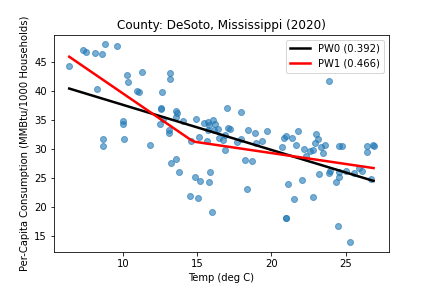 County: DeSoto, Mississippi (2020)
PW0 (0.392)
PW1 (0.466)
Per-Capita Consumption (MMBtu/1000 Households)
45
40
35
30
25
20
15
10
15
20
25
Temp (deg C)